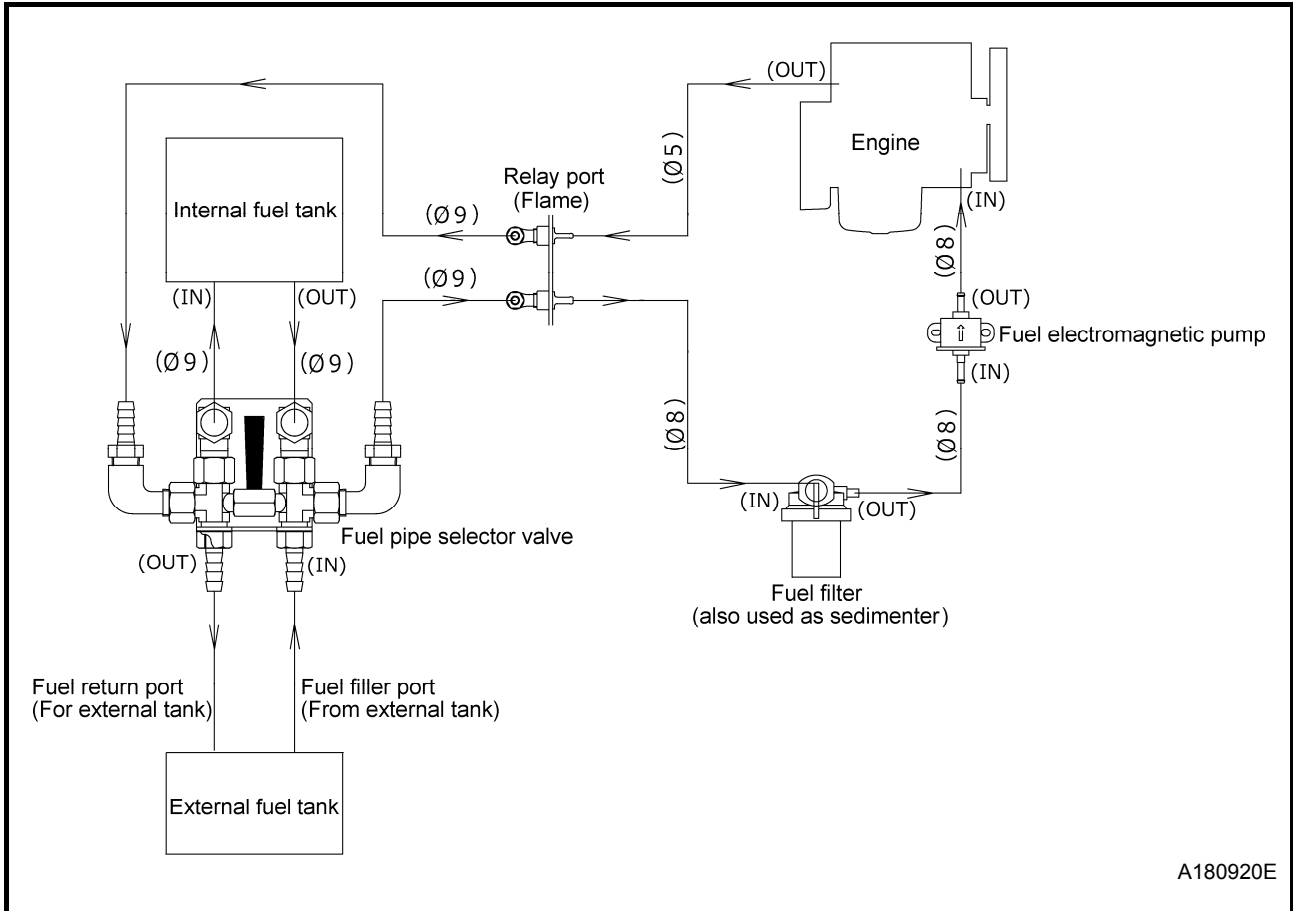 (OUT)
Engine
(Ø5)
Relay port
(Flame)
Internal fuel tank
(Ø9)
(IN)
(Ø9)
(Ø8)
(IN)
(OUT)
(OUT)
Fuel electromagnetic pump
(Ø9)
(Ø9)
(IN)
(Ø8)
(Ø8)
(IN)
(OUT)
Fuel pipe selector valve
(OUT)
(IN)
Fuel filter
(also used as sedimenter)
Fuel return port
(For external tank)
Fuel filler port
(From external tank)
External fuel tank
A180920E